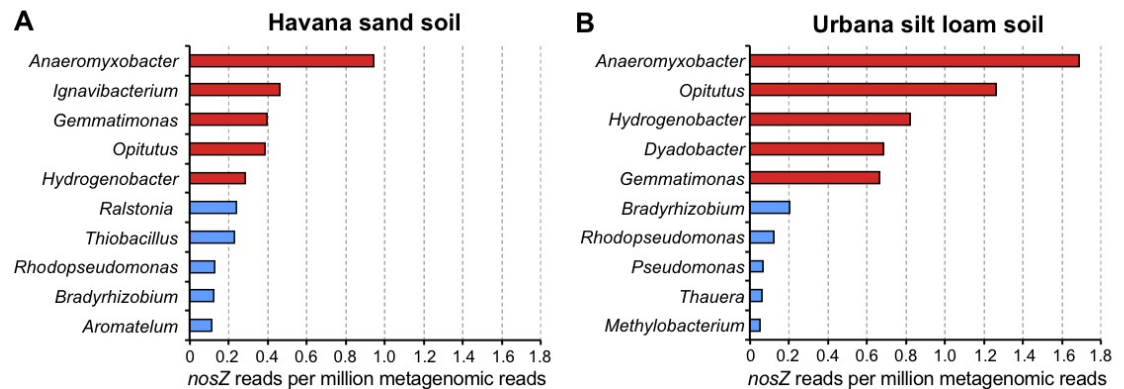 A
Havana sand soil
Anaeromyxobacter
Ignavibacterium
Gemmatimonas
Opitutus
Hydrogenobacter
Ralstonia
Thiobacillus
Rhodopseudomonas
Bradyrhizobium
Aromatelum
0 0.2 0.4 0.6 0.8 1.0 1.2 1.4 1.6 1.8
nosZ reads per million metagenomic reads
B
Urbana silt loam soil
Anaeromyxobacter
Opitutus
Hydrogenobacter
Dyadobacter
Gemmatimonas
Bradyrhizobium
Rhodopseudomonas
Pseudomonas
Thauera
Methylobacterium
0 0.2 0.4 0.6 0.8 1.0 1.2 1.4 1.6 1.8
nosZ reads per million metagenomic reads